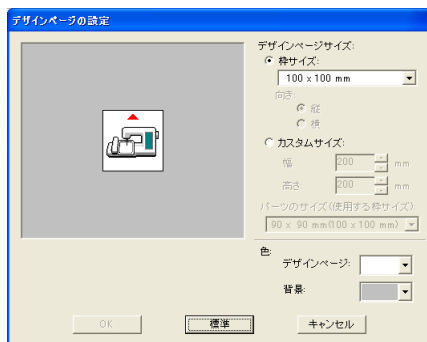 デザインページの設定
デザインページサイズ:
枠サイズ:
100 x 100 mm
向き:
縦
横
カスタムサイズ:
幅 200 mm
高さ 200 mm
パーツのサイズ(使用する枠サイズ):
90 x 90 mm(100 x 100 mm)
色:
デザインページ:
背景:
OK 標準 キャンセル